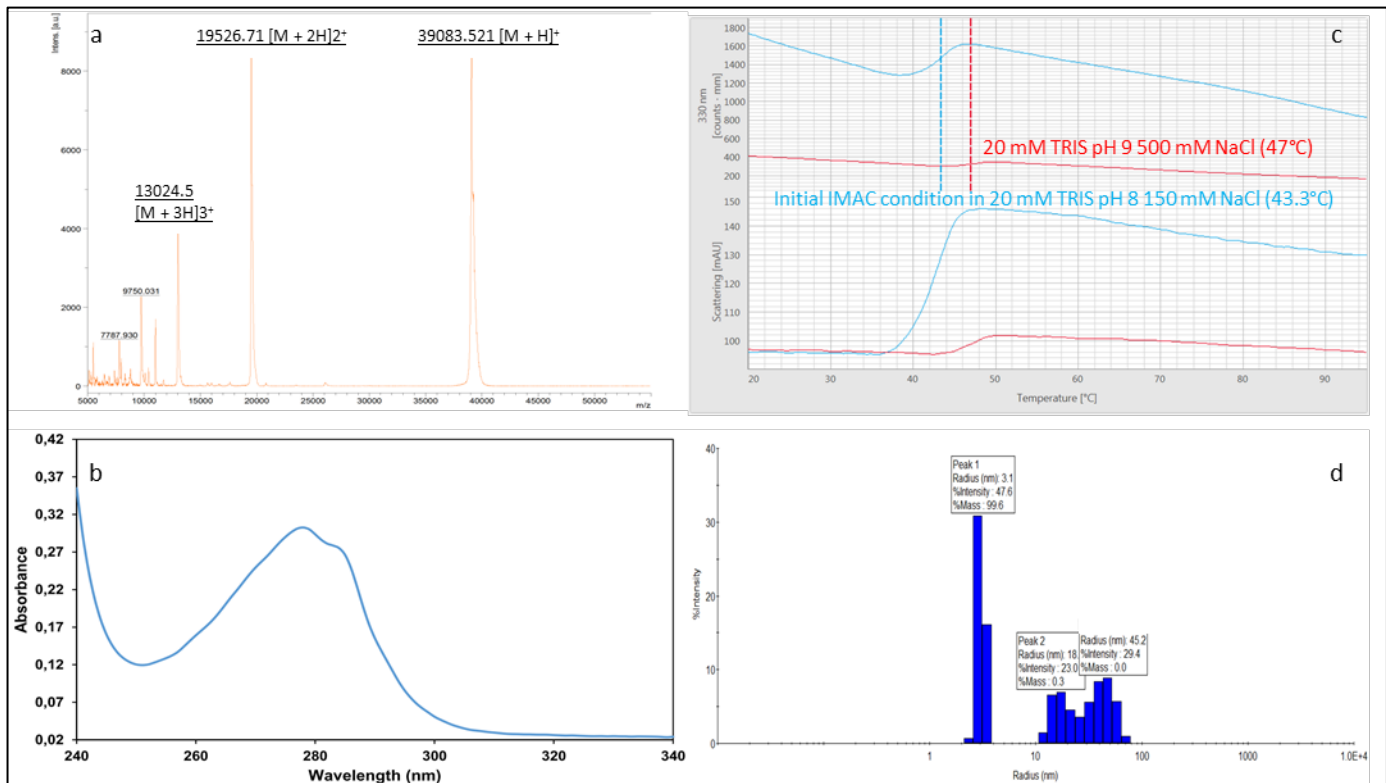 a
Intens. [a.u.]
19526.71 [M + 2H]2⁺
39083.521 [M + H]⁺
13024.5
[M + 3H]3⁺
9750.031
7787.930
8000
6000
4000
2000
0
5000 10000 15000 20000 25000 30000 35000 40000 45000 50000
m/z
c
330 nm
[counts · mm]
1800
1600
1400
1200
1000
800
600
400
200
20 mM TRIS pH 9 500 mM NaCl (47°C)
Initial IMAC condition in 20 mM TRIS pH 8 150 mM NaCl (43.3°C)
Scattering [mAU]
150
140
130
120
110
100
20 30 40 50 60 70 80 90
Temperature [°C]
b
Absorbance
0,42
0,37
0,32
0,27
0,22
0,17
0,12
0,07
0,02
240 260 280 300 320 340
Wavelength (nm)
d
%Intensity
40
30
20
10
0
Peak 1
Radius (nm): 3.1
%Intensity : 47.6
%Mass : 99.6
Peak 2
Radius (nm): 18.
%Intensity : 23.0
%Mass : 0.3
Radius (nm): 45.2
%Intensity : 29.4
%Mass : 0.0
1 10 100 1000 1.0E+4
Radius (nm)